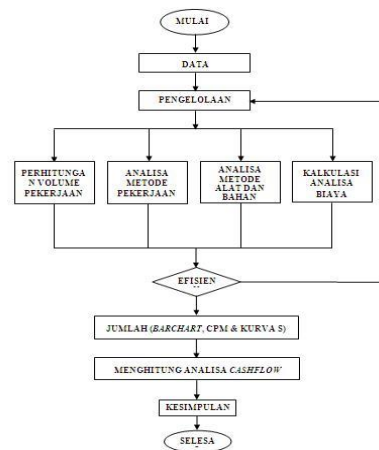 MULAI
DATA
PENGELOLAAN
PERHITUNGA
N VOLUME
PEKERJAAN
ANALISA
METODE
PEKERJAAN
ANALISA
METODE
ALAT DAN
BAHAN
KALKULASI
ANALISA
BIAYA
EFISIEN
JUMLAH (BARCHART, CPM & KURVA S)
MENGHITUNG ANALISA CASHFLOW
KESIMPULAN
SELESA